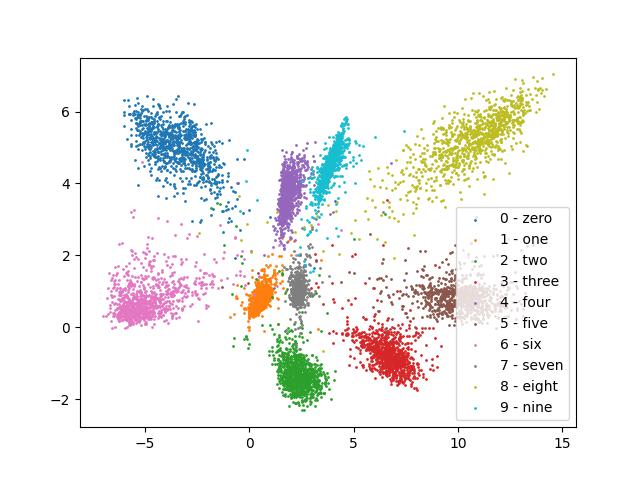 6
4
2
0
−2
−5
0
5
10
15
0 - zero
1 - one
2 - two
3 - three
4 - four
5 - five
6 - six
7 - seven
8 - eight
9 - nine